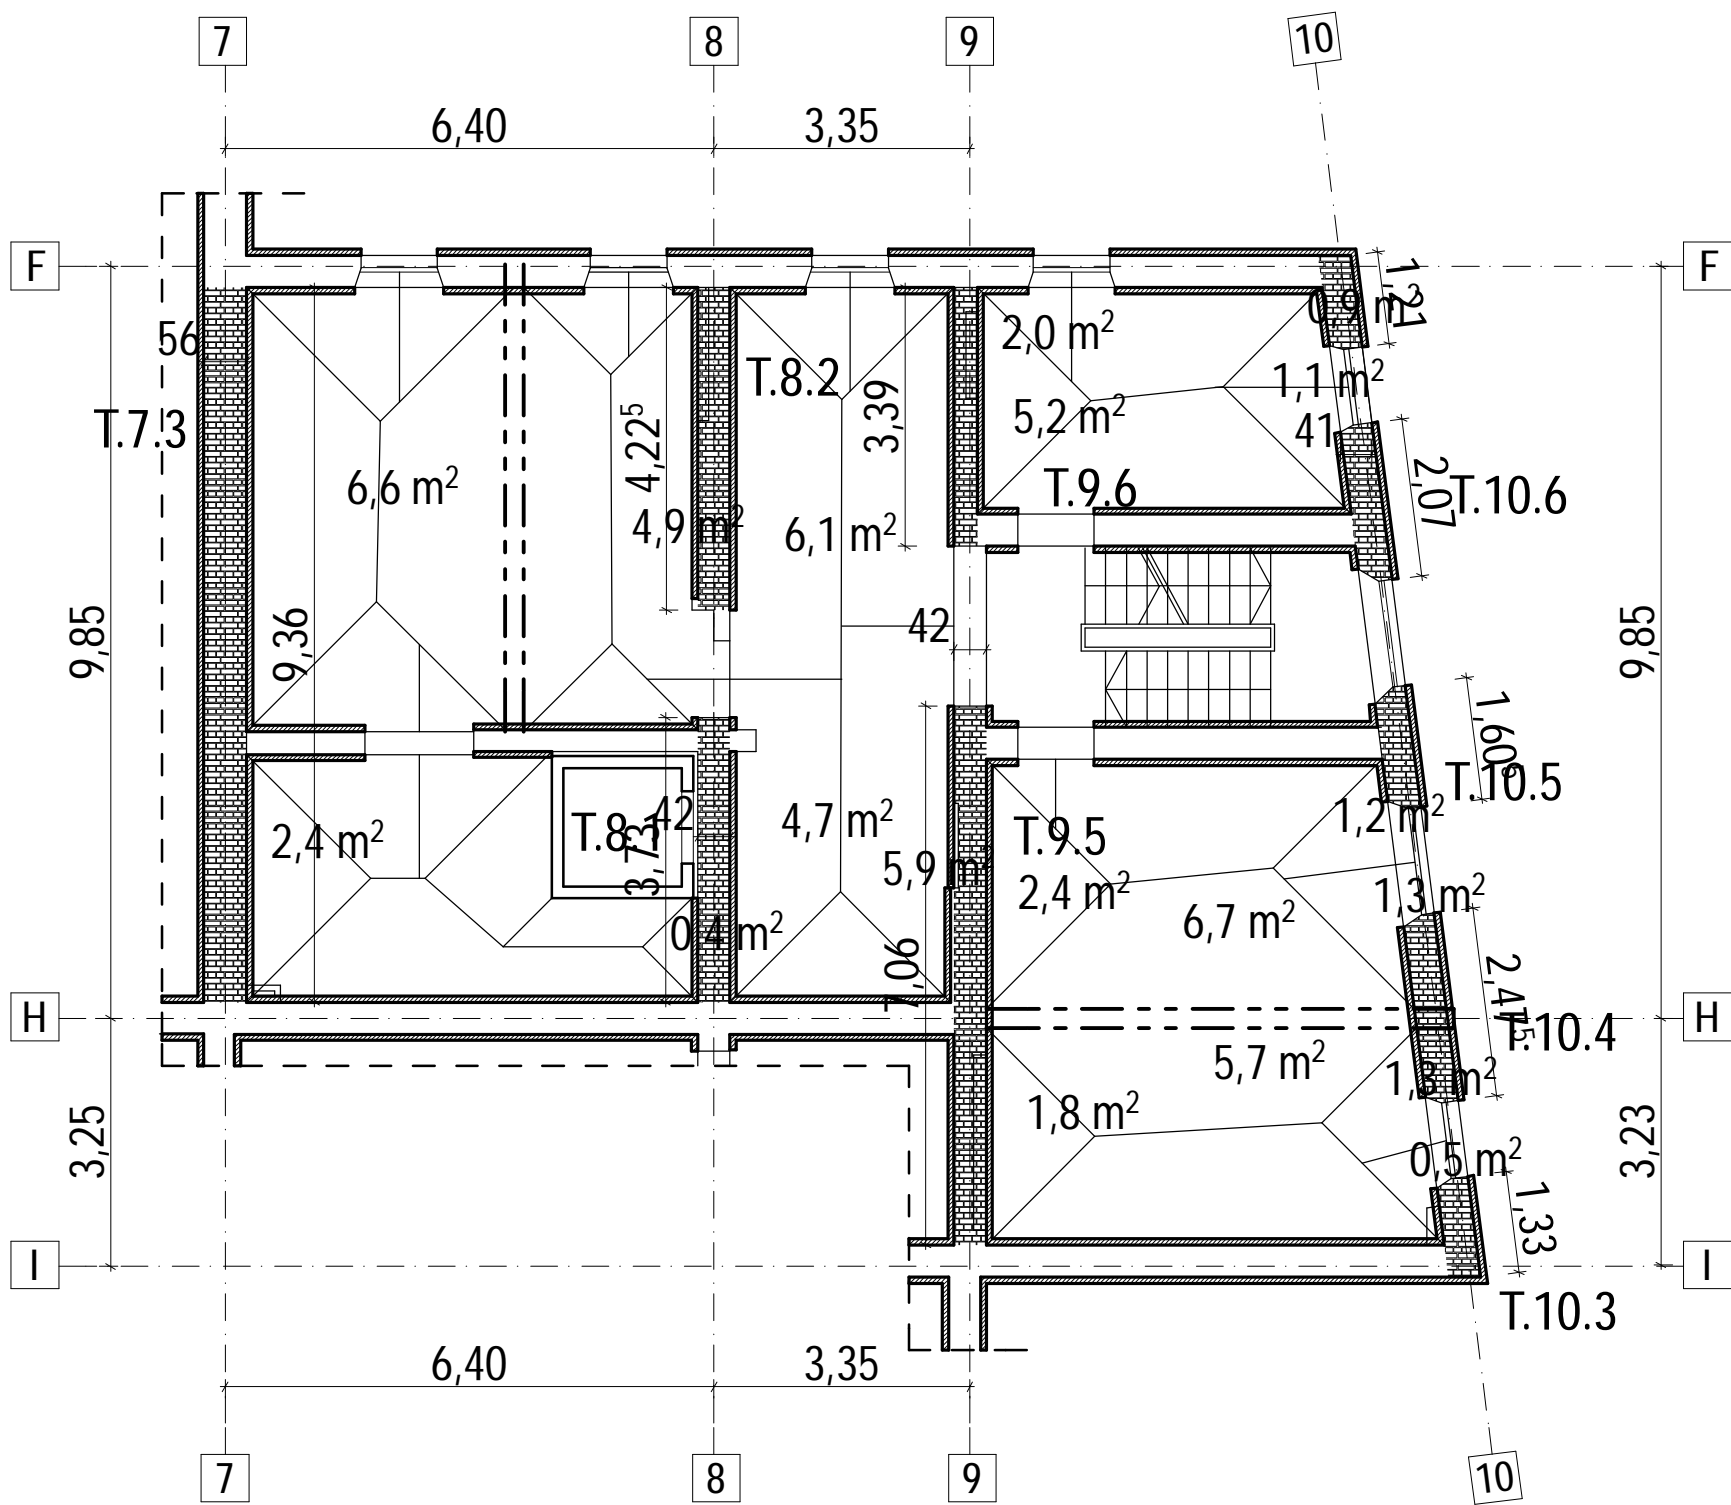 7
8
9
10
6,40
3,35
F
F
1,21
0,9 m²
2,0 m²
56
T.8.2
1,1 m²
T.7.3
3,39
5,2 m²
41
4,22⁵
6,6 m²
T.9.6
2,07
T.10.6
4,9 m²
6,1 m²
9,85
9,36
42
9,85
1,60⁵
T.10.5
2,4 m²
T.8.1
42
3,73
4,7 m²
T.9.5
1,2 m²
5,9 m²
2,4 m²
1,3 m²
0,4 m²
6,7 m²
7,06
2,47⁵
H
T.10.4
H
5,7 m²
1,3 m²
1,8 m²
3,25
3,23
0,5 m²
1,33
I
I
T.10.3
6,40
3,35
7
8
9
10